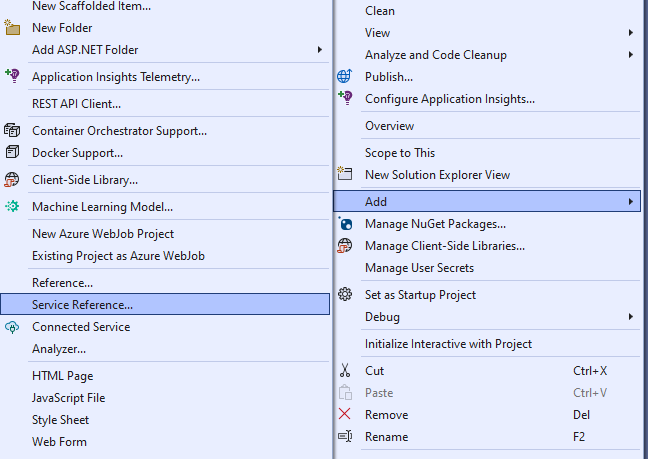 New Scaffolded Item...
New Folder
Add ASP.NET Folder
Application Insights Telemetry...
REST API Client...
Container Orchestrator Support...
Docker Support...
Client-Side Library...
Machine Learning Model...
New Azure WebJob Project
Existing Project as Azure WebJob
Reference...
Service Reference...
Connected Service
Analyzer...
HTML Page
JavaScript File
Style Sheet
Web Form
Clean
View
Analyze and Code Cleanup
Publish...
Configure Application Insights...
Overview
Scope to This
New Solution Explorer View
Add
Manage NuGet Packages...
Manage Client-Side Libraries...
Manage User Secrets
Set as Startup Project
Debug
Initialize Interactive with Project
Cut Ctrl+X
Paste Ctrl+V
Remove Del
Rename F2